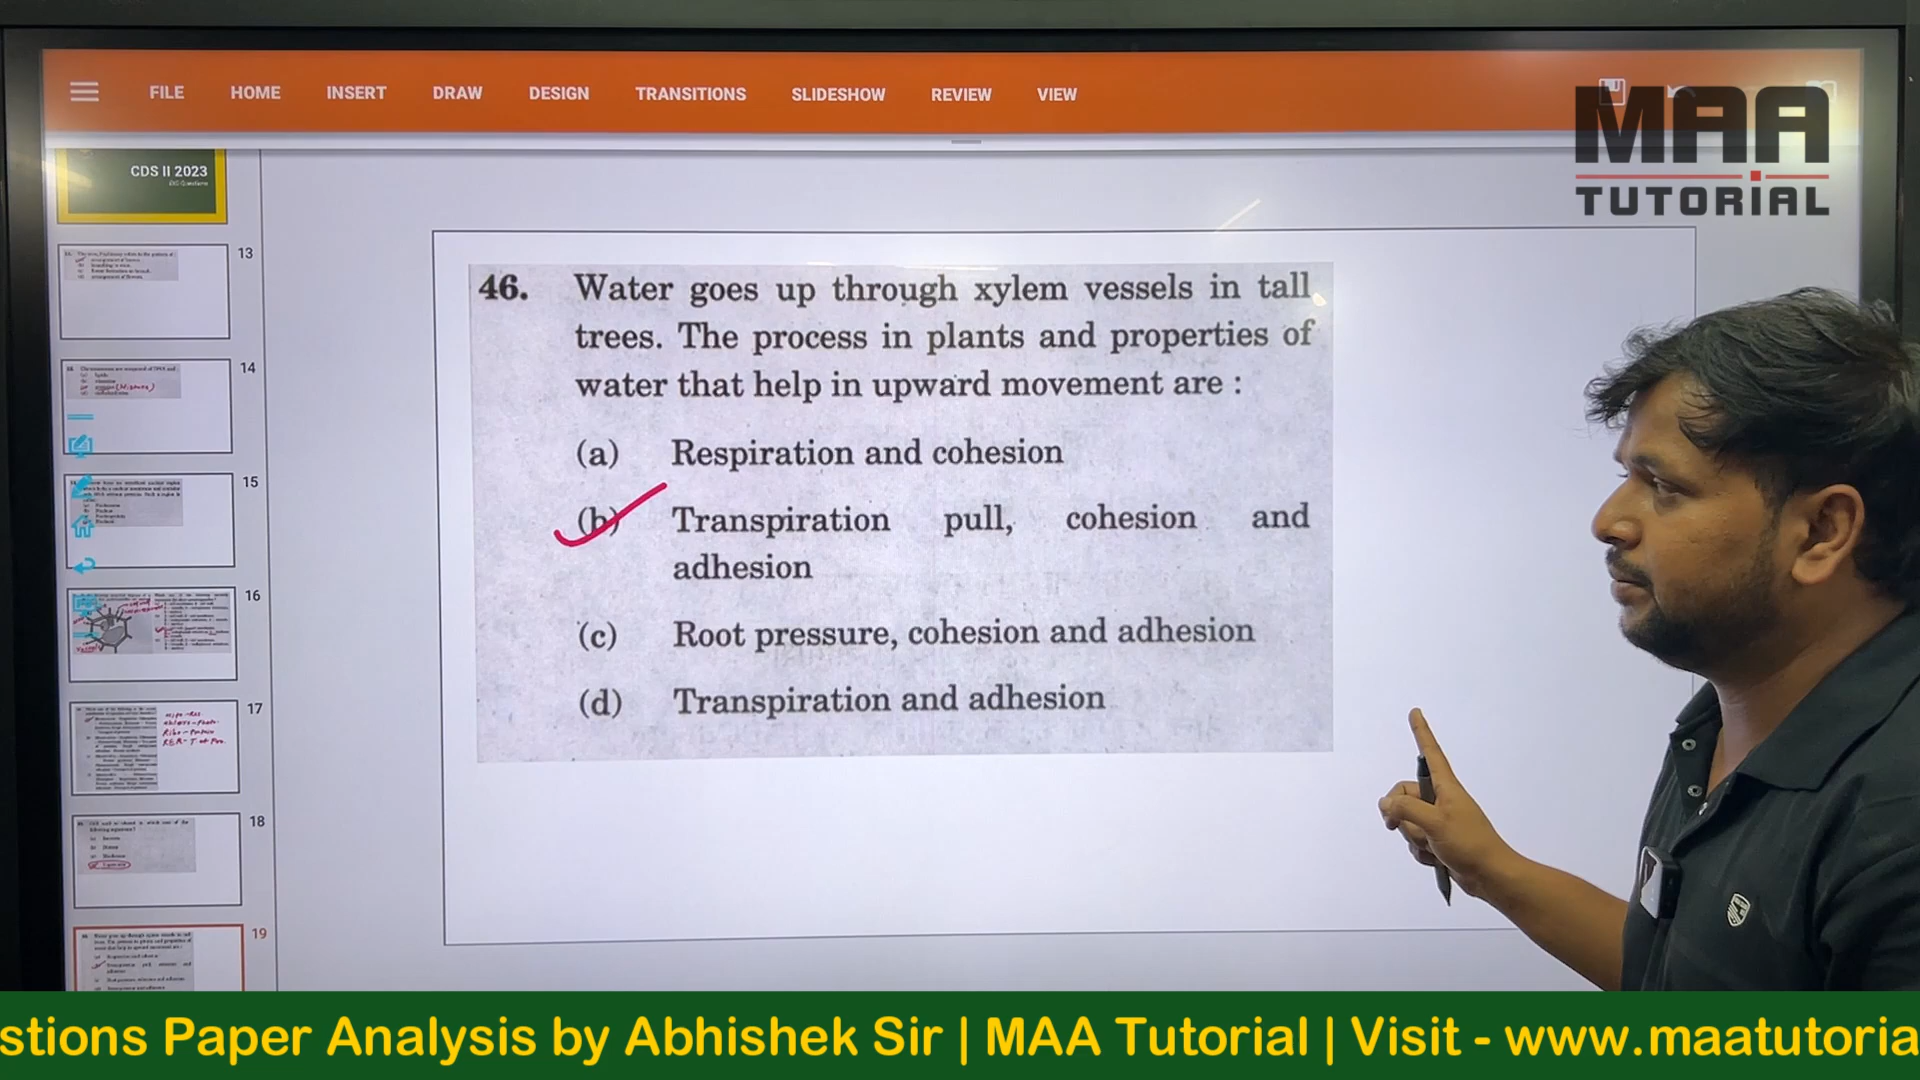 FILE HOME INSERT DRAW DESIGN TRANSITIONS SLIDESHOW REVIEW VIEW
MAA
TUTORIAL
CDS II 2023
13
14
15
16
17
18
19
46. Water goes up through xylem vessels in tall
trees. The process in plants and properties of
water that help in upward movement are :
(a) Respiration and cohesion
(b) Transpiration pull, cohesion and
adhesion
(c) Root pressure, cohesion and adhesion
(d) Transpiration and adhesion
stions Paper Analysis by Abhishek Sir | MAA Tutorial | Visit - www.maatutoria